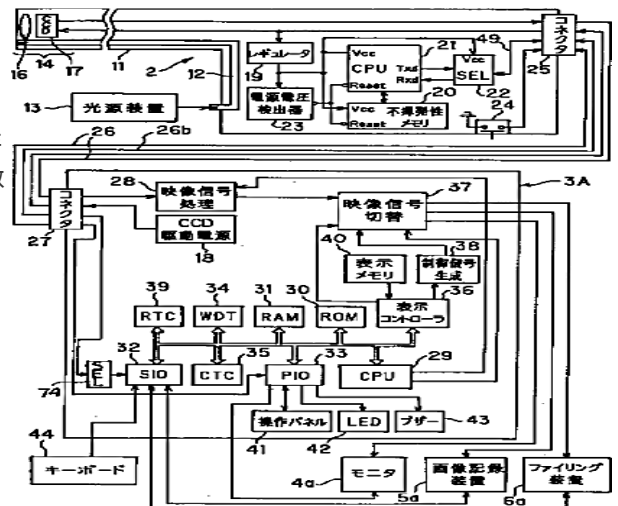 CCD
16
14
17
11
2
12
13
光源装置
レギュレータ
19
電源電圧
検出器
23
Vcc
CPU
Txd
Rxd
Reset
21
Vcc
SEL
22
49
コネクタ
25
20
Vcc
不揮発性
メモリ
Reset
24
26
26b
コネクタ
27
28
映像信号
処理
CCD
駆動電源
18
37
映像信号
切替
3A
40
表示
メモリ
38
制御信号
生成
36
表示
コントローラ
39
RTC
34
WDT
31
RAM
30
ROM
SEL
74
32
SIO
35
CTC
33
PIO
CPU
29
操作パネル
41
LED
42
ブザー
43
44
キーボード
モニタ
4a
画像記録
装置
5a
ファイリング
装置
6a